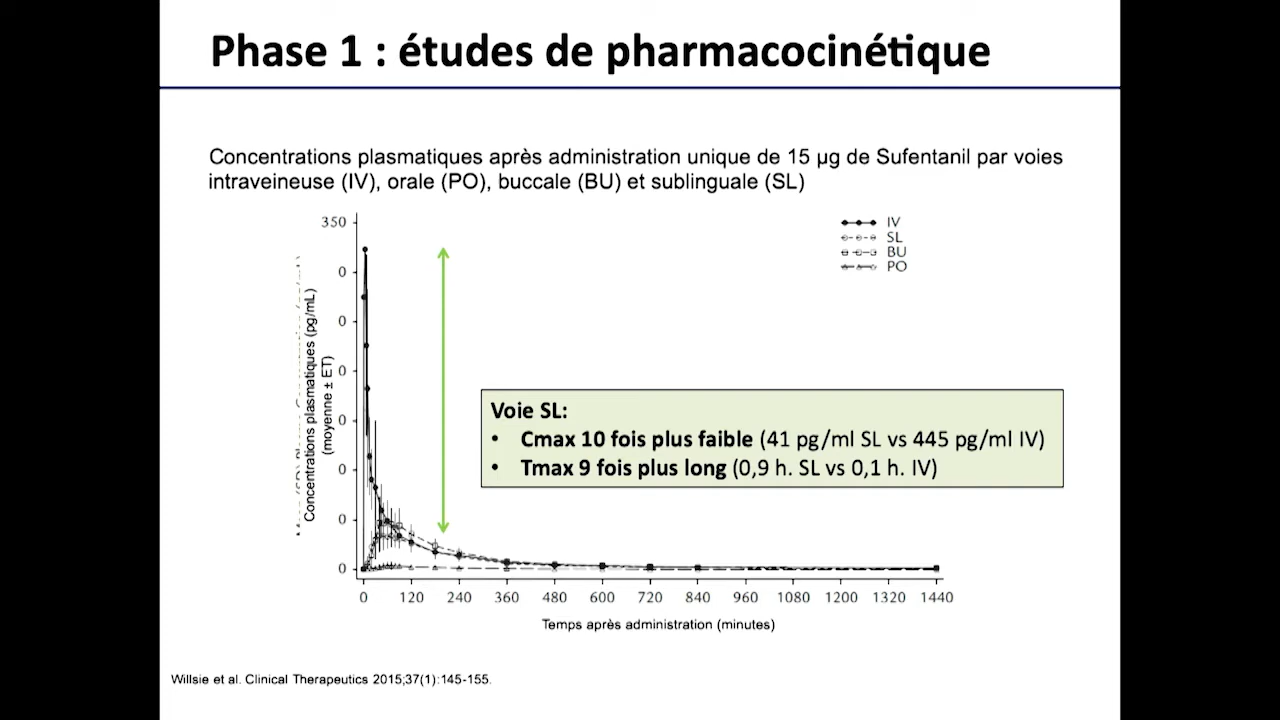 Phase 1 : études de pharmacocinétique
Concentrations plasmatiques après administration unique de 15 µg de Sufentanil par voies
intraveineuse (IV), orale (PO), buccale (BU) et sublinguale (SL)
350
0
0
0
0
0
0
0
Concentrations plasmatiques (pg/mL)
(moyenne ± ET)
IV
SL
BU
PO
Voie SL:
• Cmax 10 fois plus faible (41 pg/ml SL vs 445 pg/ml IV)
• Tmax 9 fois plus long (0,9 h. SL vs 0,1 h. IV)
0 120 240 360 480 600 720 840 960 1080 1200 1320 1440
Temps après administration (minutes)
Willsie et al. Clinical Therapeutics 2015;37(1):145-155.